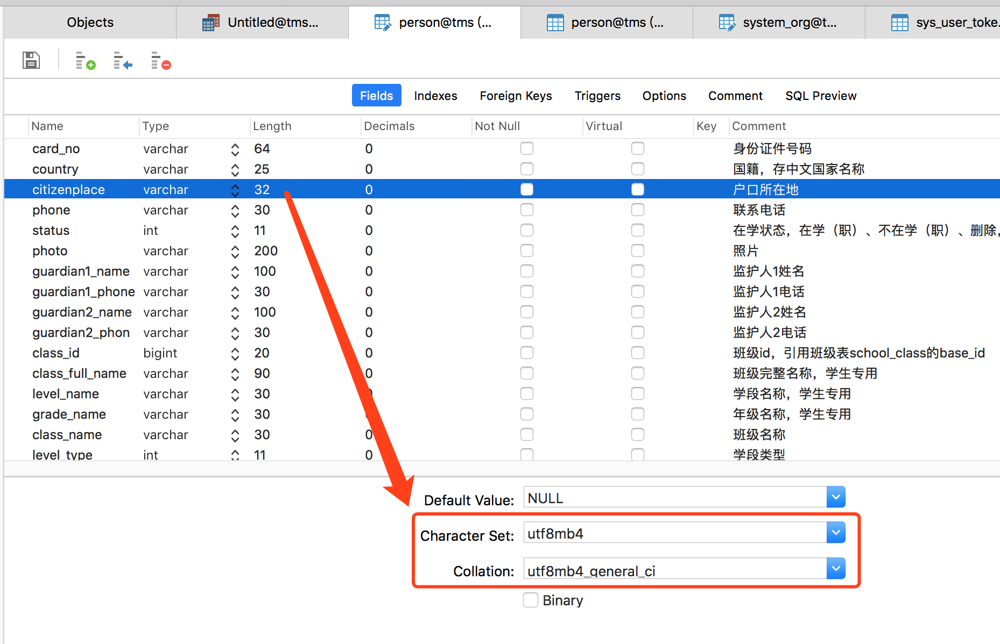 Objects Untitled@tms... person@tms (... person@tms (... system_org@t... sys_user_toke.
Fields Indexes Foreign Keys Triggers Options Comment SQL Preview
Name Type Length Decimals Not Null Virtual Key Comment
card_no varchar 64 0 身份证件号码
country varchar 25 0 国籍，存中文国家名称
citizenplace varchar 32 0 户口所在地
phone varchar 30 0 联系电话
status int 11 0 在学状态，在学（职）、不在学（职）、删除，
photo varchar 200 0 照片
guardian1_name varchar 100 0 监护人1姓名
guardian1_phone varchar 30 0 监护人1电话
guardian2_name varchar 100 0 监护人2姓名
guardian2_phon varchar 30 0 监护人2电话
class_id bigint 20 0 班级id，引用班级表school_class的base_id
class_full_name varchar 90 0 班级完整名称，学生专用
level_name varchar 30 0 学段名称，学生专用
grade_name varchar 30 0 年级名称，学生专用
class_name varchar 30 0 班级名称
level_type int 11 0 学段类型
Default Value: NULL
Character Set: utf8mb4
Collation: utf8mb4_general_ci
Binary